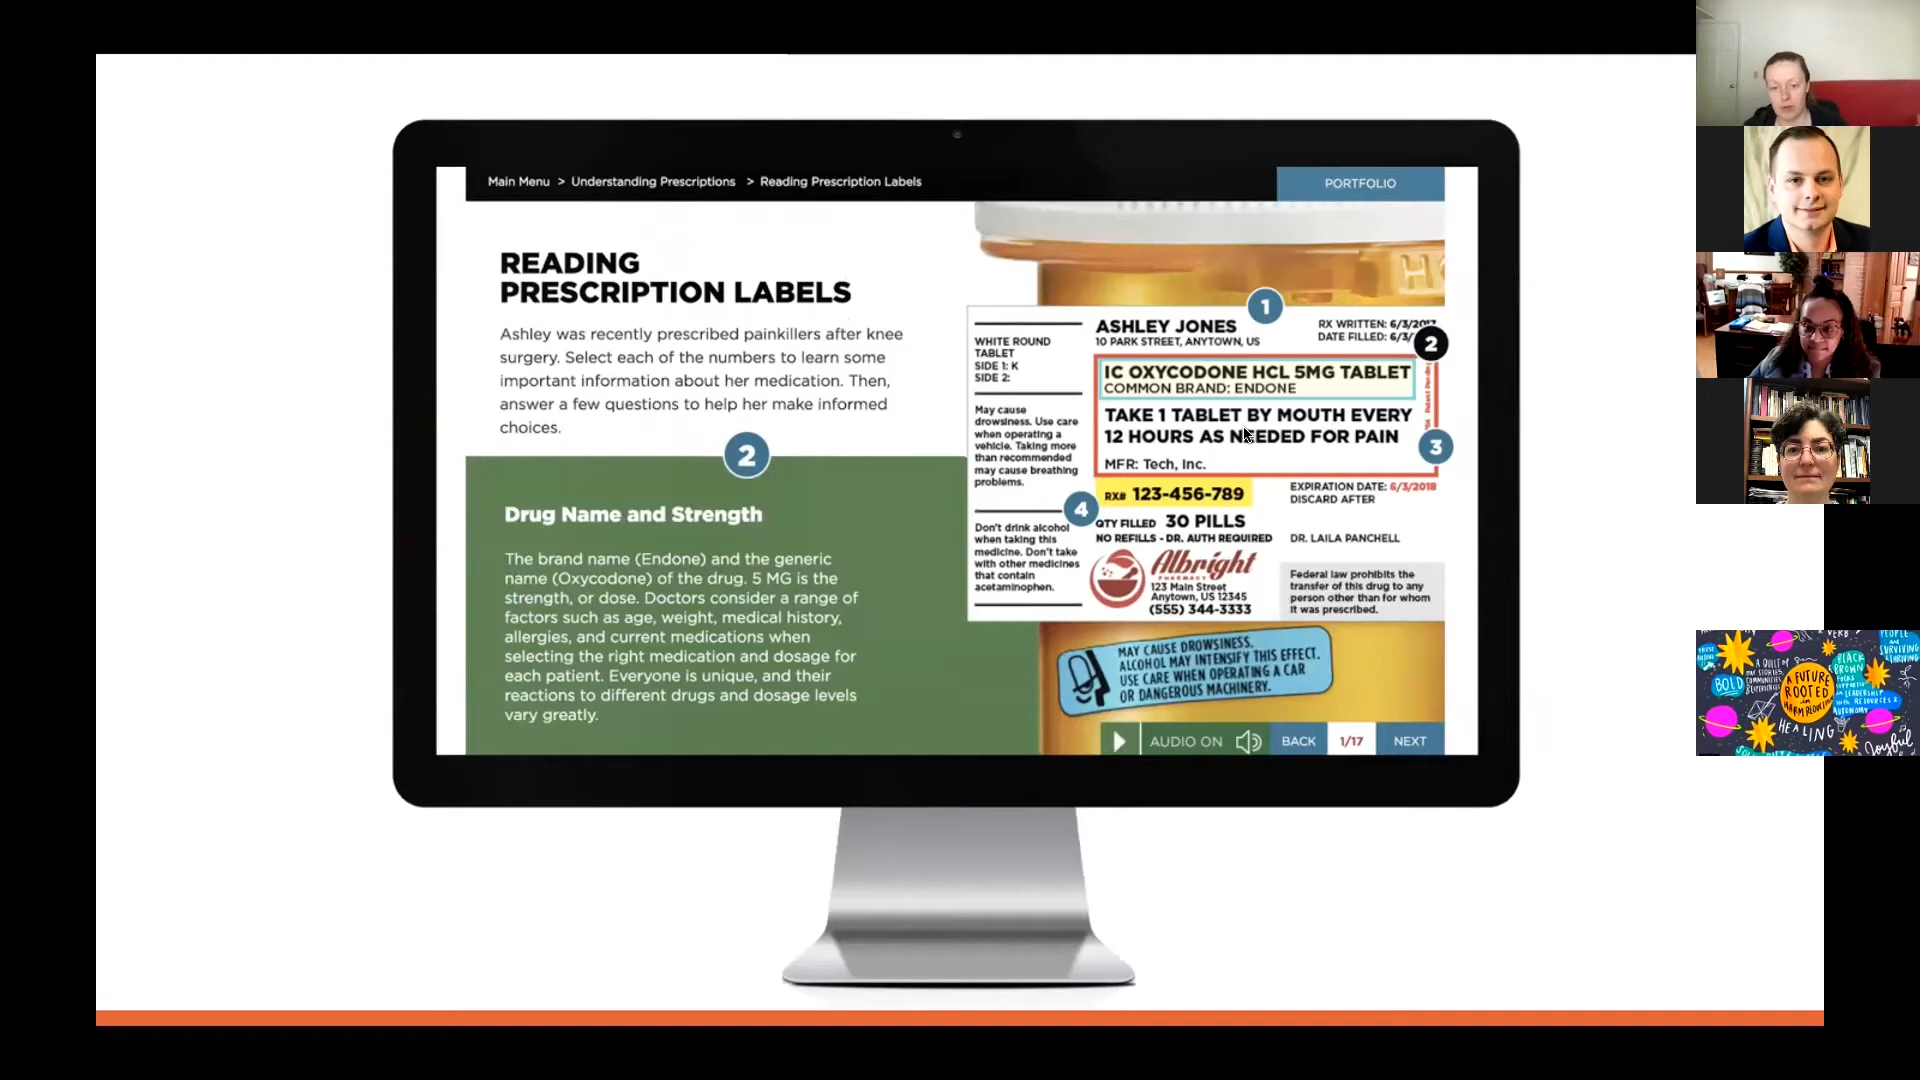 Main Menu > Understanding Prescriptions > Reading Prescription Labels
PORTFOLIO
READING
PRESCRIPTION LABELS
Ashley was recently prescribed painkillers after knee
surgery. Select each of the numbers to learn some
important information about her medication. Then,
answer a few questions to help her make informed
choices.
2
Drug Name and Strength
The brand name (Endone) and the generic
name (Oxycodone) of the drug. 5 MG is the
strength, or dose. Doctors consider a range of
factors such as age, weight, medical history,
allergies, and current medications when
selecting the right medication and dosage for
each patient. Everyone is unique, and their
reactions to different drugs and dosage levels
vary greatly.
WHITE ROUND
TABLET
SIDE 1: K
SIDE 2:
May cause
drowsiness. Use care
when operating a
vehicle. Taking more
than recommended
may cause breathing
problems.
Don't drink alcohol
when taking this
medicine. Don't take
with other medicines
that contain
acetaminophen.
1
ASHLEY JONES
10 PARK STREET, ANYTOWN, US
RX WRITTEN: 6/3/2017
DATE FILLED: 6/3/
2
IC OXYCODONE HCL 5MG TABLET
COMMON BRAND: ENDONE
TAKE 1 TABLET BY MOUTH EVERY
12 HOURS AS NEEDED FOR PAIN
MFR: Tech, Inc.
3
RX# 123-456-789
EXPIRATION DATE: 6/3/2018
DISCARD AFTER
4
QTY FILLED 30 PILLS
NO REFILLS - DR. AUTH REQUIRED
DR. LAILA PANCHELL
Albright
PHARMACY
123 Main Street
Anytown, US 12345
(555) 344-3333
Federal law prohibits the
transfer of this drug to any
person other than for whom
it was prescribed.
MAY CAUSE DROWSINESS.
ALCOHOL MAY INTENSIFY THIS EFFECT.
USE CARE WHEN OPERATING A CAR
OR DANGEROUS MACHINERY.
AUDIO ON
BACK
1/17
NEXT
PEOPLE
ARE
SURVIVING
BOLD
BLACK
BROWN
A FUTURE
ROOTED
in
HARM REDUCTION
LEADERSHIP
with RESOURCES &
AUTONOMY
HEALING
Joyful